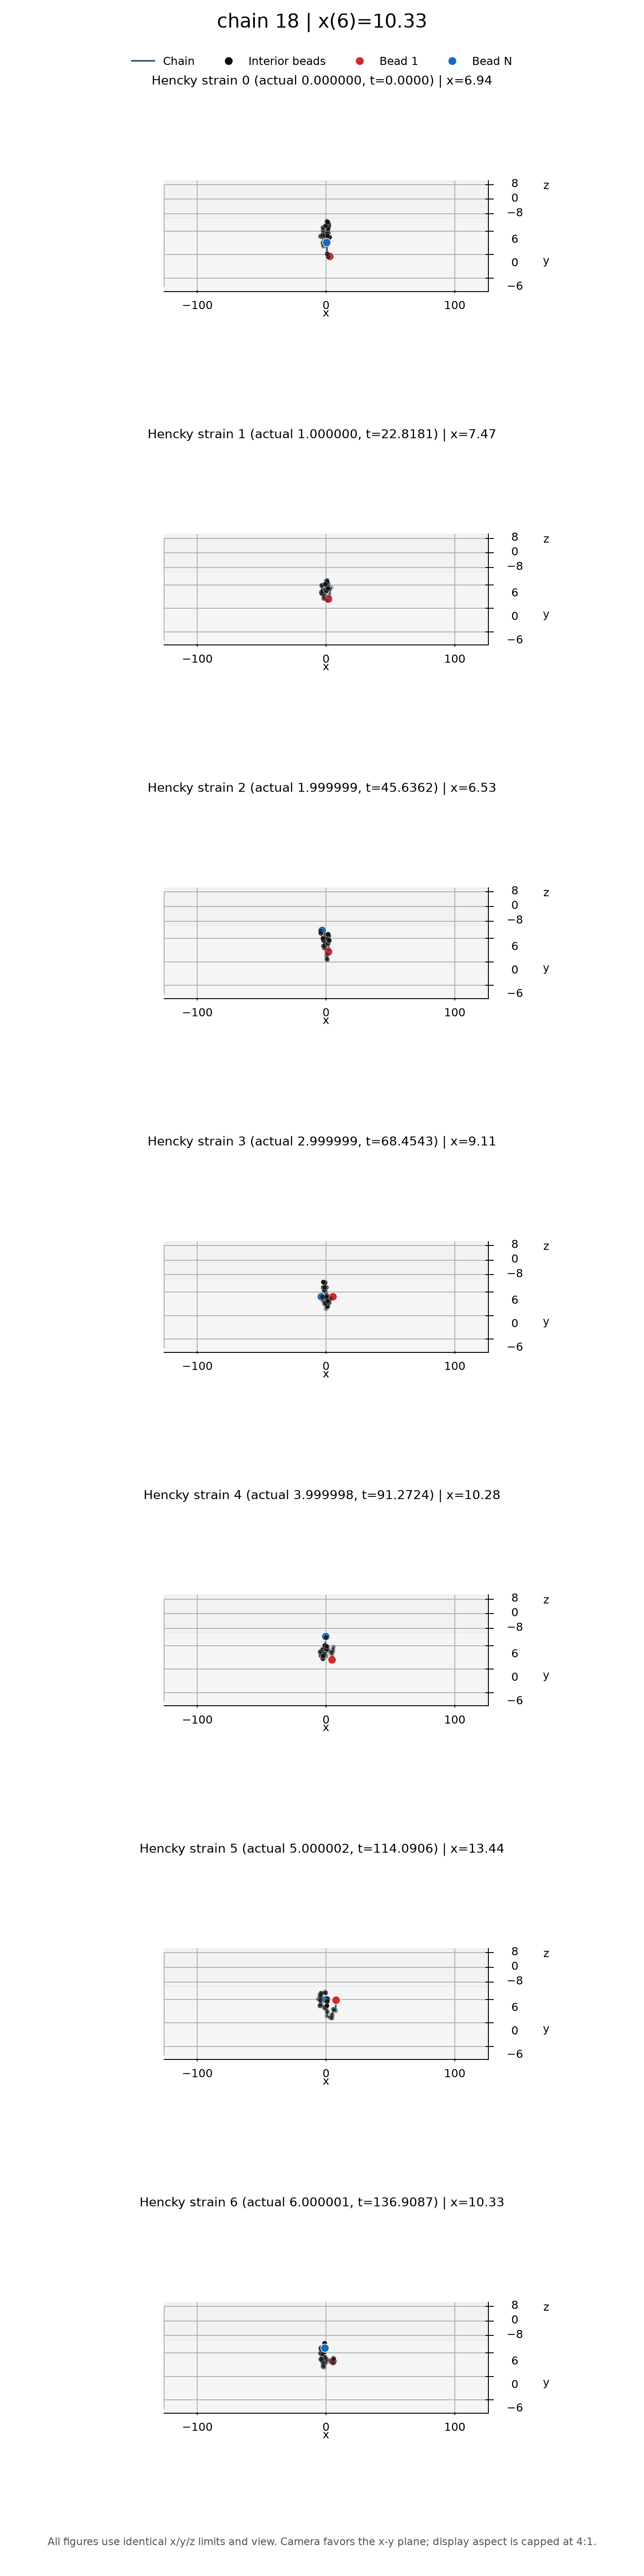 chain 18 | x(6)=10.33
Chain Interior beads Bead 1 Bead N
Hencky strain 0 (actual 0.000000, t=0.0000) | x=6.94
8 z
0
−8
6
0 y
−6
−100 0 100
x
Hencky strain 1 (actual 1.000000, t=22.8181) | x=7.47
8 z
0
−8
6
0 y
−6
−100 0 100
x
Hencky strain 2 (actual 1.999999, t=45.6362) | x=6.53
8 z
0
−8
6
0 y
−6
−100 0 100
x
Hencky strain 3 (actual 2.999999, t=68.4543) | x=9.11
8 z
0
−8
6
0 y
−6
−100 0 100
x
Hencky strain 4 (actual 3.999998, t=91.2724) | x=10.28
8 z
0
−8
6
0 y
−6
−100 0 100
x
Hencky strain 5 (actual 5.000002, t=114.0906) | x=13.44
8 z
0
−8
6
0 y
−6
−100 0 100
x
Hencky strain 6 (actual 6.000001, t=136.9087) | x=10.33
8 z
0
−8
6
0 y
−6
−100 0 100
x
All figures use identical x/y/z limits and view. Camera favors the x-y plane; display aspect is capped at 4:1.